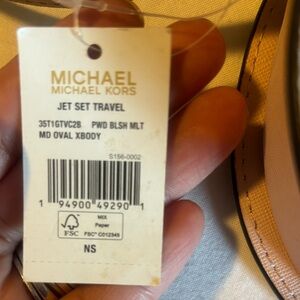 MICHAEL
MICHAEL KORS
JET SET TRAVEL
35T1GTVC2B PWD BLSH MLT
MD OVAL XBODY
S156-0002
1 94900 49290 1
FSC
MIX
Paper
FSC® C012345
NS